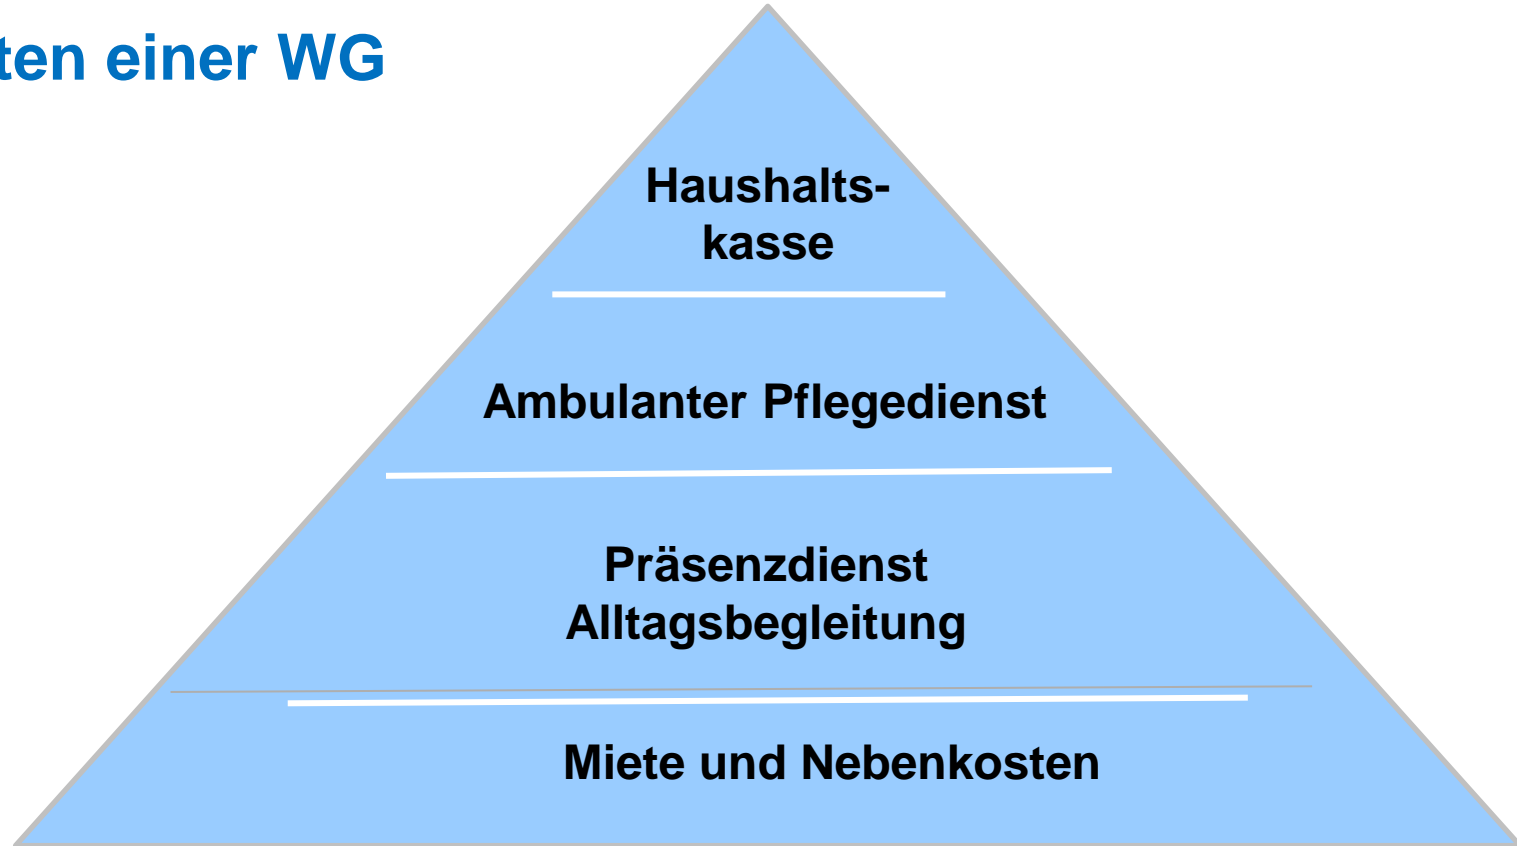 ten einer WG
Haushalts-
kasse
Ambulanter Pflegedienst
Präsenzdienst
Alltagsbegleitung
Miete und Nebenkosten